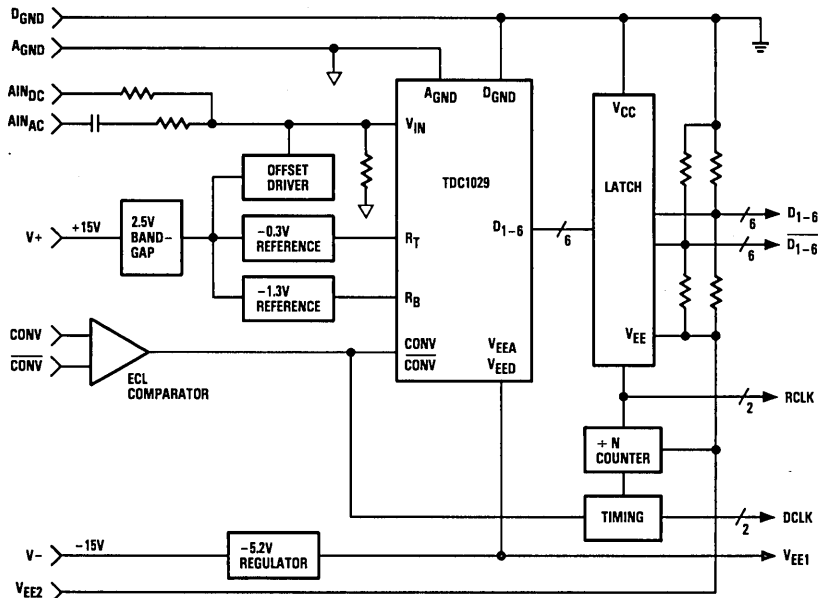 DGND
AGND
AINDC
AINAC
AGND DGND
VIN
VCC
OFFSET
DRIVER
TDC1029
LATCH
V+ +15V
2.5V
BAND-
GAP
-0.3V
REFERENCE
RT
D1-6
6
6 D1-6
6 D1-6
-1.3V
REFERENCE
RB
CONV
CONV
ECL
COMPARATOR
CONV
CONV
VEEA
VEED
VEE
2 RCLK
÷ N
COUNTER
TIMING
2 DCLK
V- -15V
-5.2V
REGULATOR
VEE1
VEE2